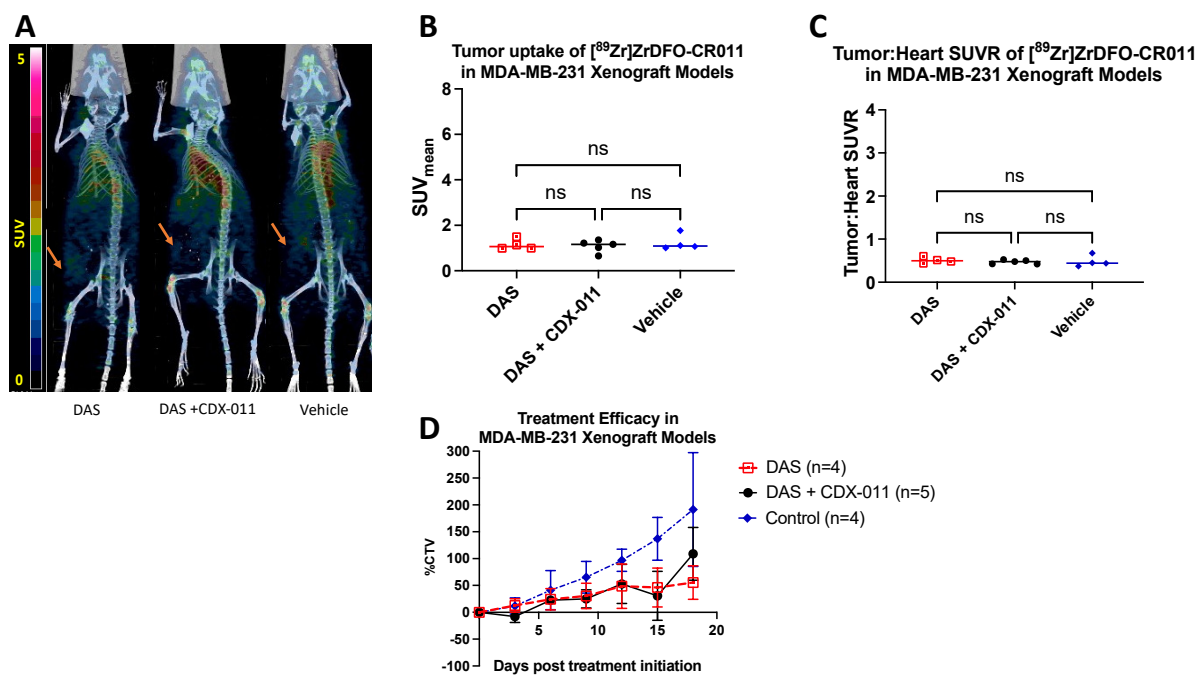 A
5
SUV
0
DAS
DAS +CDX-011
Vehicle
B
Tumor uptake of [⁸⁹Zr]ZrDFO-CR011
in MDA-MB-231 Xenograft Models
SUVmean
8
6
4
2
0
ns
ns
ns
DAS
DAS + CDX-011
Vehicle
C
Tumor:Heart SUVR of [⁸⁹Zr]ZrDFO-CR011
in MDA-MB-231 Xenograft Models
Tumor:Heart SUVR
4
3
2
1
0
ns
ns
ns
DAS
DAS + CDX-011
Vehicle
D
Treatment Efficacy in
MDA-MB-231 Xenograft Models
%CTV
300
250
200
150
100
50
0
-50
-100
5
10
15
20
Days post treatment initiation
DAS (n=4)
DAS + CDX-011 (n=5)
Control (n=4)